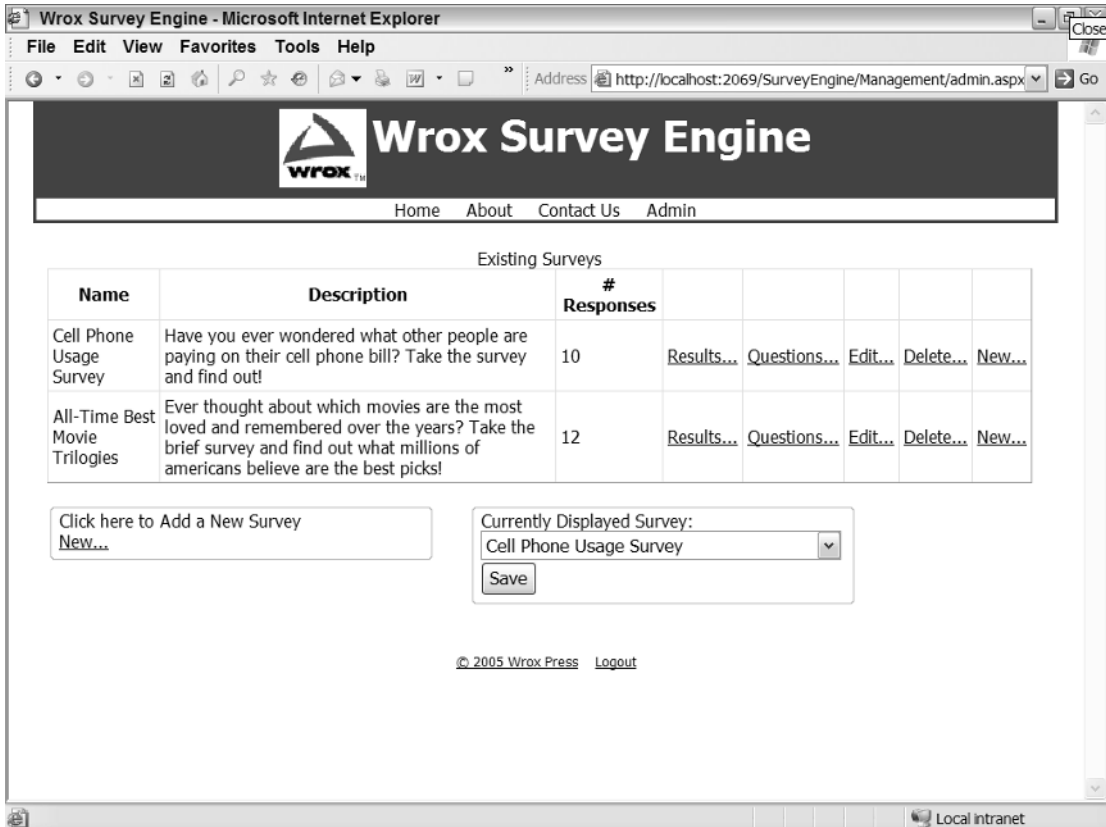 Wrox Survey Engine - Microsoft Internet Explorer
Close
File Edit View Favorites Tools Help
Address http://localhost:2069/SurveyEngine/Management/admin.aspx Go
wrox TM
Wrox Survey Engine
Home About Contact Us Admin
Existing Surveys
Name Description # Responses
Cell Phone Usage Survey
Have you ever wondered what other people are
paying on their cell phone bill? Take the survey
and find out!
10 Results... Questions... Edit... Delete... New...
All-Time Best Movie Trilogies
Ever thought about which movies are the most
loved and remembered over the years? Take the
brief survey and find out what millions of
americans believe are the best picks!
12 Results... Questions... Edit... Delete... New...
Click here to Add a New Survey
New...
Currently Displayed Survey:
Cell Phone Usage Survey
Save
© 2005 Wrox Press Logout
Local intranet